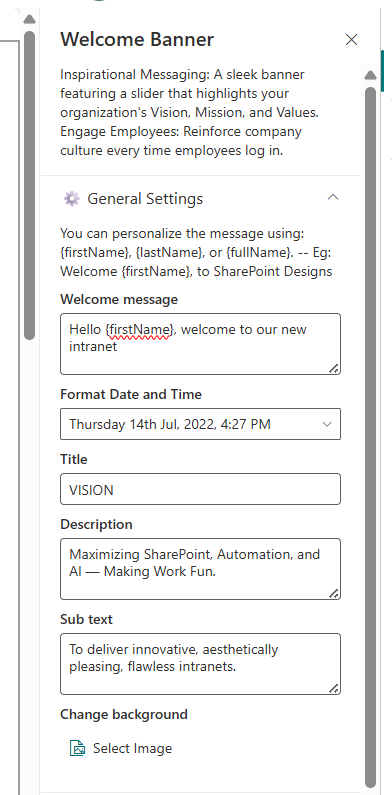 Welcome Banner
Inspirational Messaging: A sleek banner
featuring a slider that highlights your
organization's Vision, Mission, and Values.
Engage Employees: Reinforce company
culture every time employees log in.
General Settings
You can personalize the message using:
{firstName}, {lastName}, or {fullName}. -- Eg:
Welcome {firstName}, to SharePoint Designs
Welcome message
Hello {firstName}, welcome to our new
intranet
Format Date and Time
Thursday 14th Jul, 2022, 4:27 PM
Title
VISION
Description
Maximizing SharePoint, Automation, and
AI — Making Work Fun.
Sub text
To deliver innovative, aesthetically
pleasing, flawless intranets.
Change background
Select Image